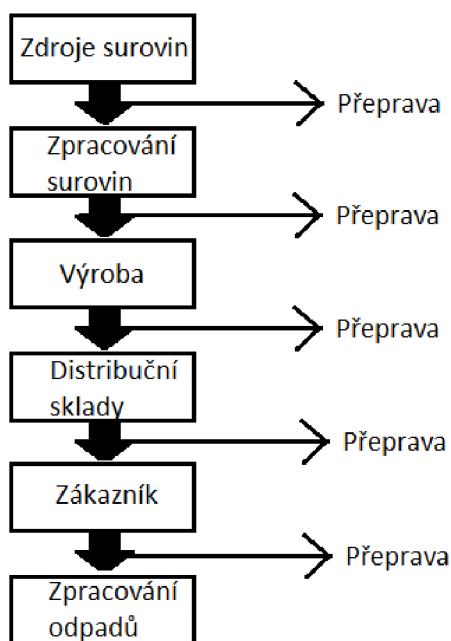 Zdroje surovin
Přeprava
Zpracování
surovin
Přeprava
Výroba
Přeprava
Distribuční
sklady
Přeprava
Zákazník
Přeprava
Zpracování
odpadů